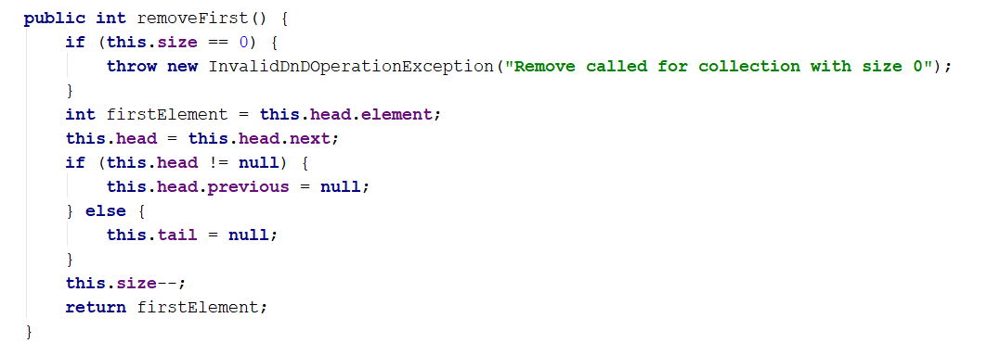 public int removeFirst() {
    if (this.size == 0) {
        throw new InvalidDnDOperationException("Remove called for collection with size 0");
    }
    int firstElement = this.head.element;
    this.head = this.head.next;
    if (this.head != null) {
        this.head.previous = null;
    } else {
        this.tail = null;
    }
    this.size--;
    return firstElement;
}